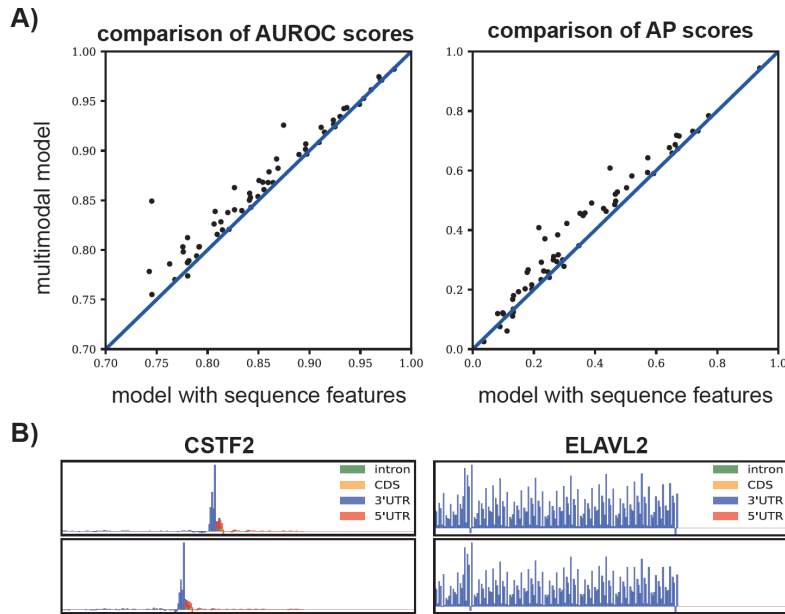 A)
comparison of AUROC scores
comparison of AP scores
1.00
0.95
0.90
0.85
0.80
0.75
0.70
multimodal model
0.70 0.75 0.80 0.85 0.90 0.95 1.00
model with sequence features
1.0
0.8
0.6
0.4
0.2
0.0
0.0 0.2 0.4 0.6 0.8 1.0
model with sequence features
B)
CSTF2
intron
CDS
3'UTR
5'UTR
ELAVL2
intron
CDS
3'UTR
5'UTR